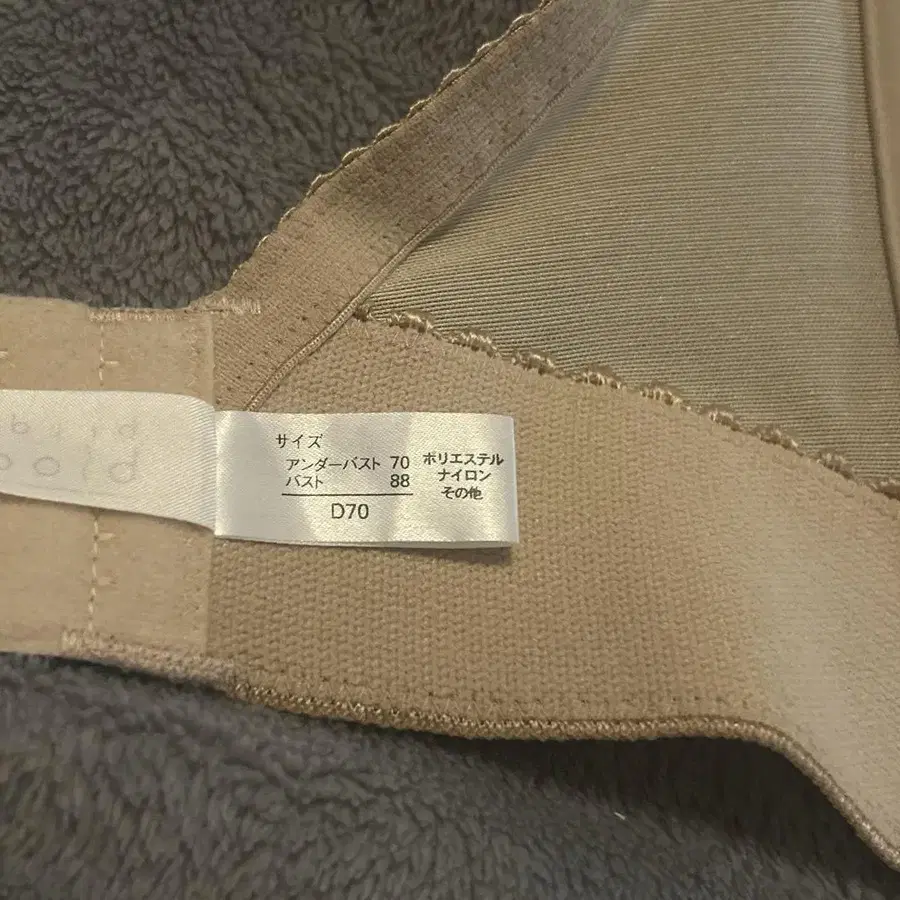 サイズ
アンダーバスト 70
バスト 88
D70
ポリエステル
ナイロン
その他